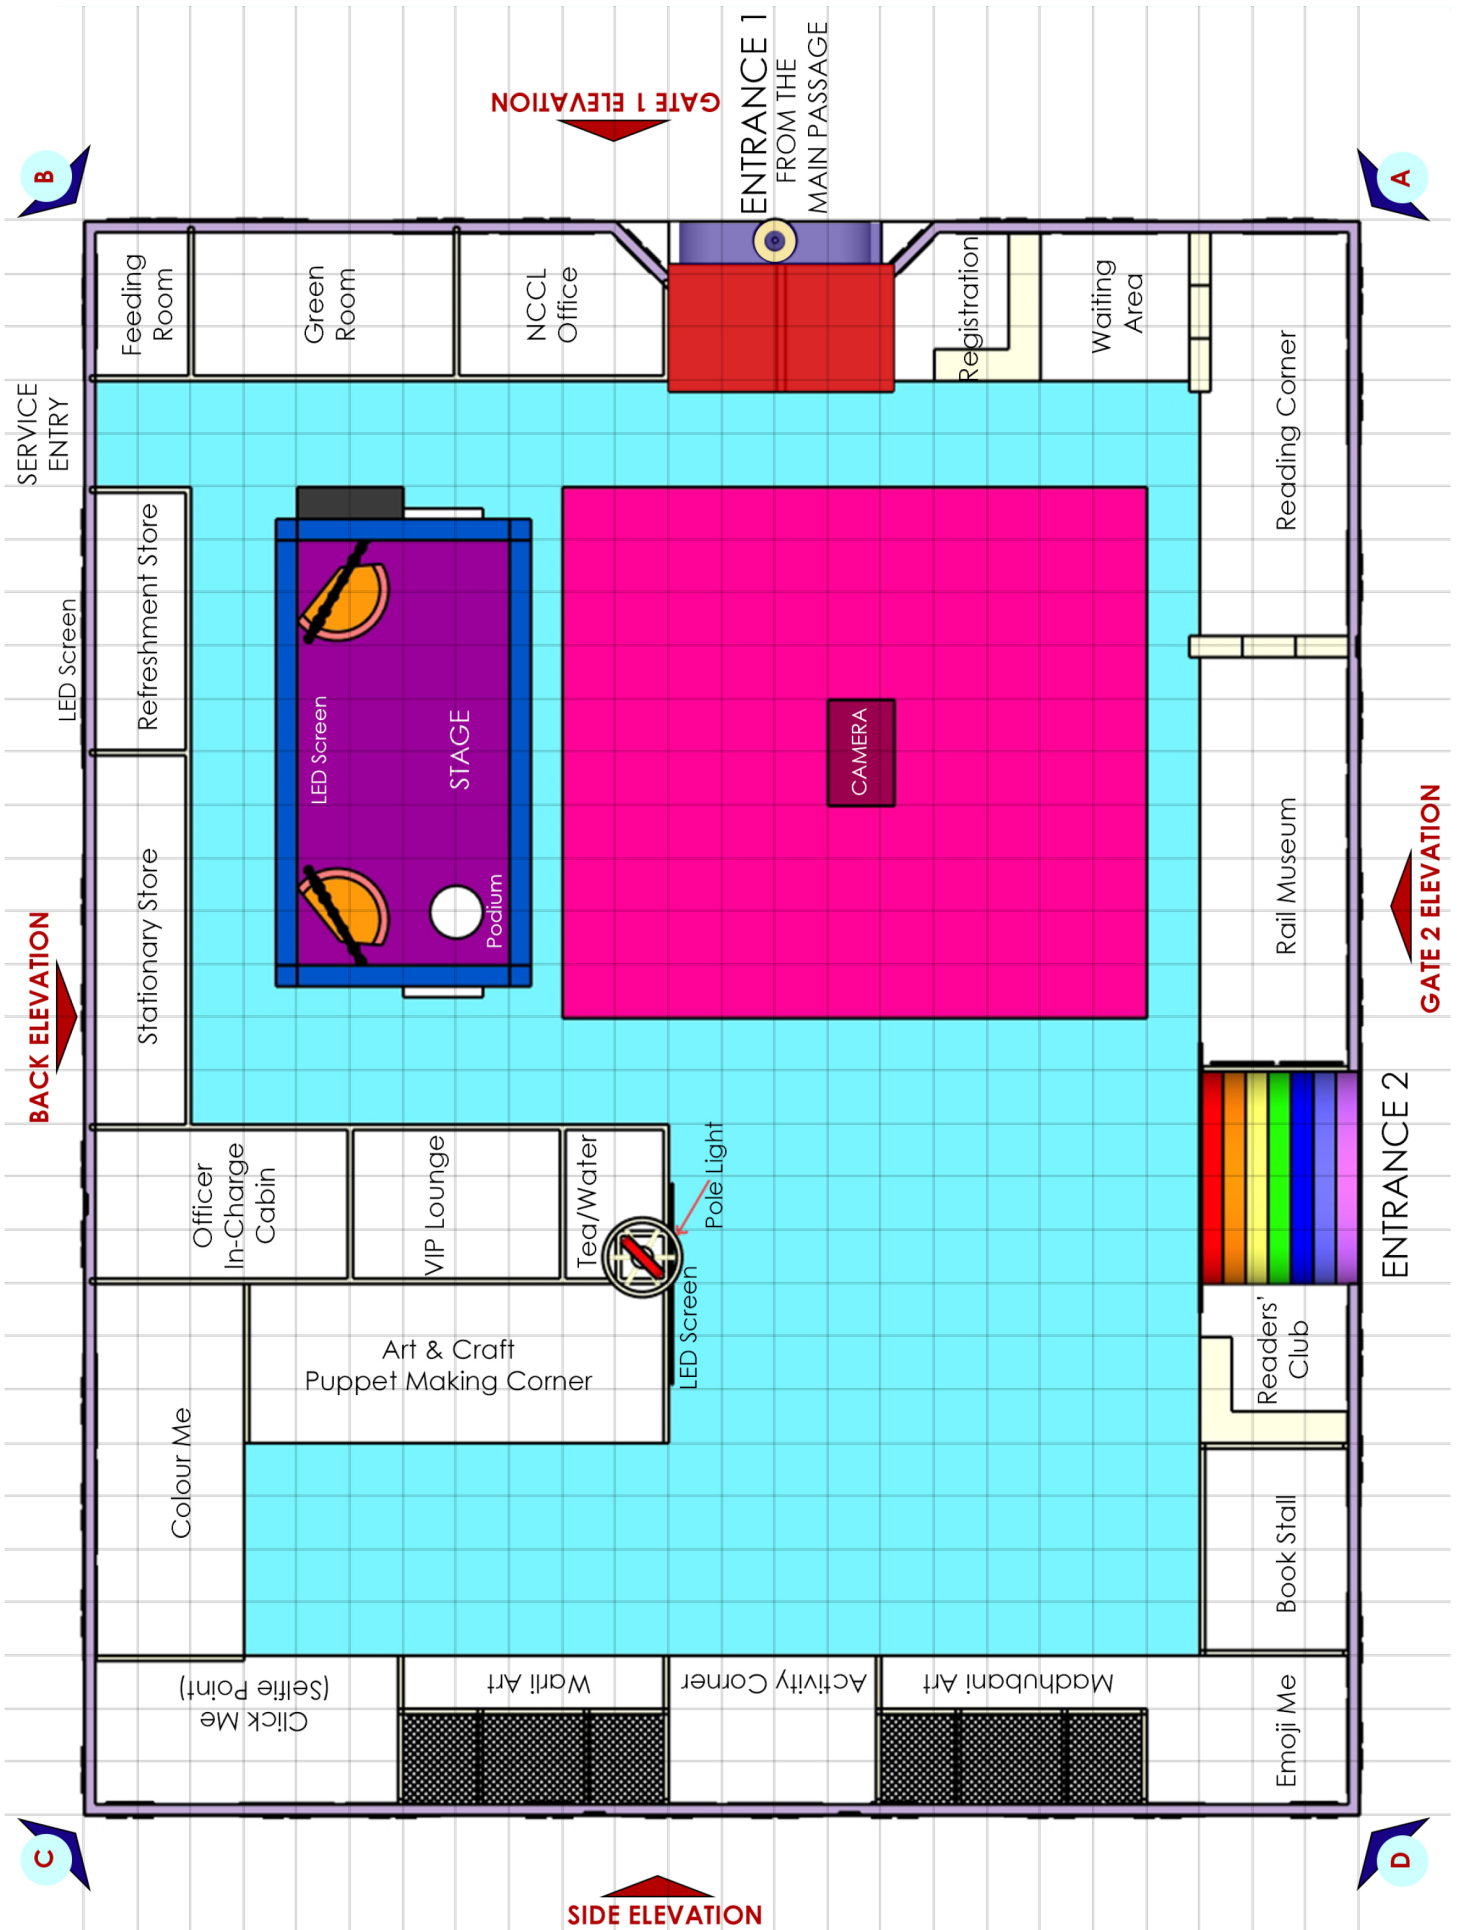 ENTRANCE 1
FROM THE
MAIN PASSAGE
GATE 1 ELEVATION
B
A
Feeding
Room
Green
Room
NCCL
Office
Registration
Waiting
Area
SERVICE
ENTRY
Reading Corner
LED Screen
Refreshment Store
LED Screen
STAGE
CAMERA
Podium
Stationary Store
Rail Museum
BACK ELEVATION
GATE 2 ELEVATION
Officer
In-Charge
Cabin
VIP Lounge
Tea/Water
Pole Light
LED Screen
ENTRANCE 2
Art & Craft
Puppet Making Corner
Readers'
Club
Colour Me
Book Stall
Click Me
(Selfie Point)
Warli Art
Activity Corner
Madhubani Art
Emoji Me
C
D
SIDE ELEVATION